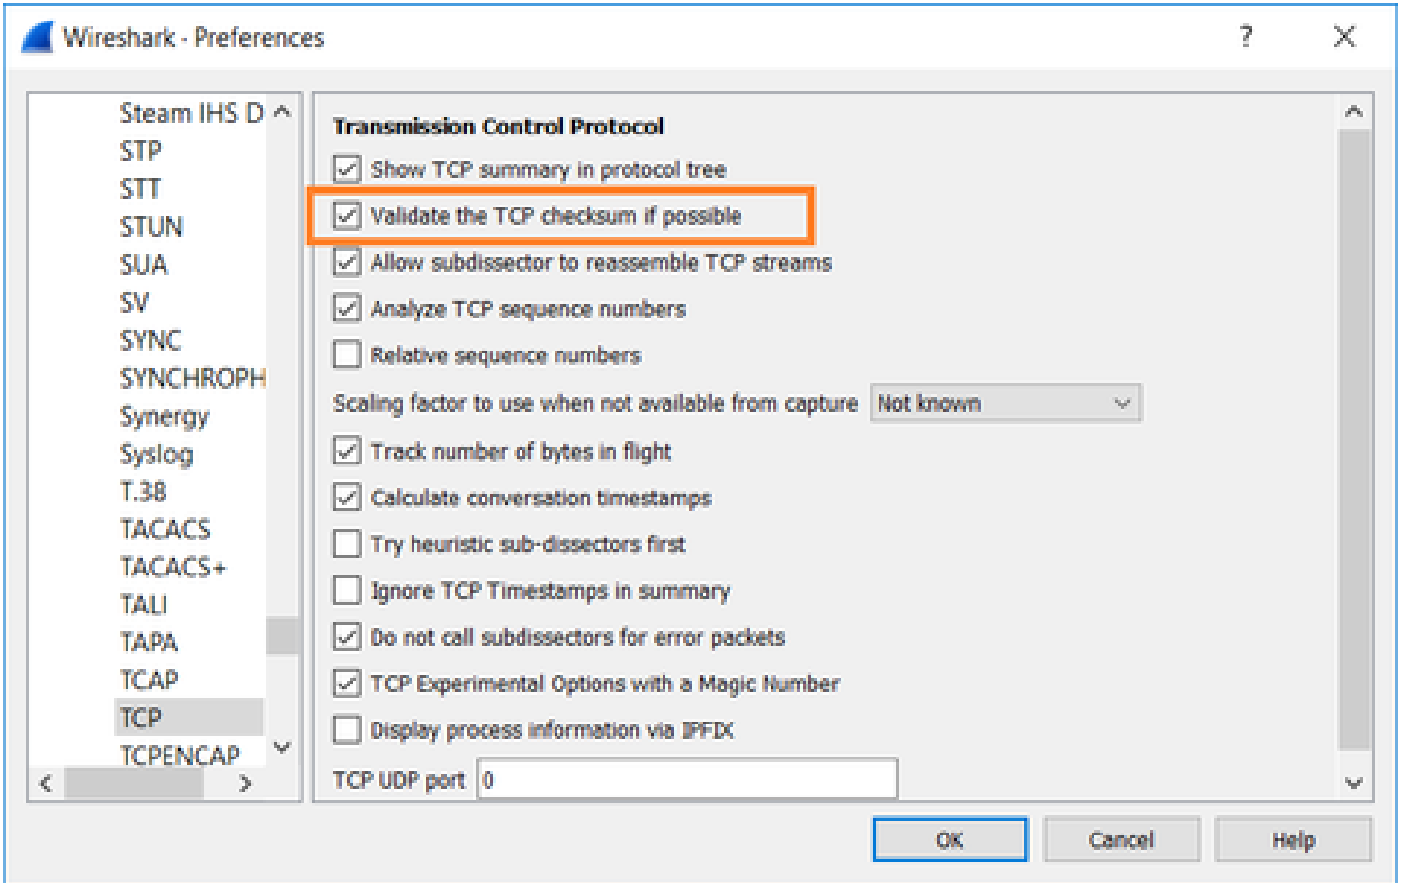 Wireshark - Preferences
?
Steam IHS D
STP
STT
STUN
SUA
SV
SYNC
SYNCHROPH
Synergy
Syslog
T.38
TACACS
TACACS+
TALI
TAPA
TCAP
TCP
TCPENCAP
Transmission Control Protocol
Show TCP summary in protocol tree
Validate the TCP checksum if possible
Allow subdissector to reassemble TCP streams
Analyze TCP sequence numbers
Relative sequence numbers
Scaling factor to use when not available from capture Not known
Track number of bytes in flight
Calculate conversation timestamps
Try heuristic sub-dissectors first
Ignore TCP Timestamps in summary
Do not call subdissectors for error packets
TCP Experimental Options with a Magic Number
Display process information via IPFIX
TCP UDP port 0
OK Cancel Help